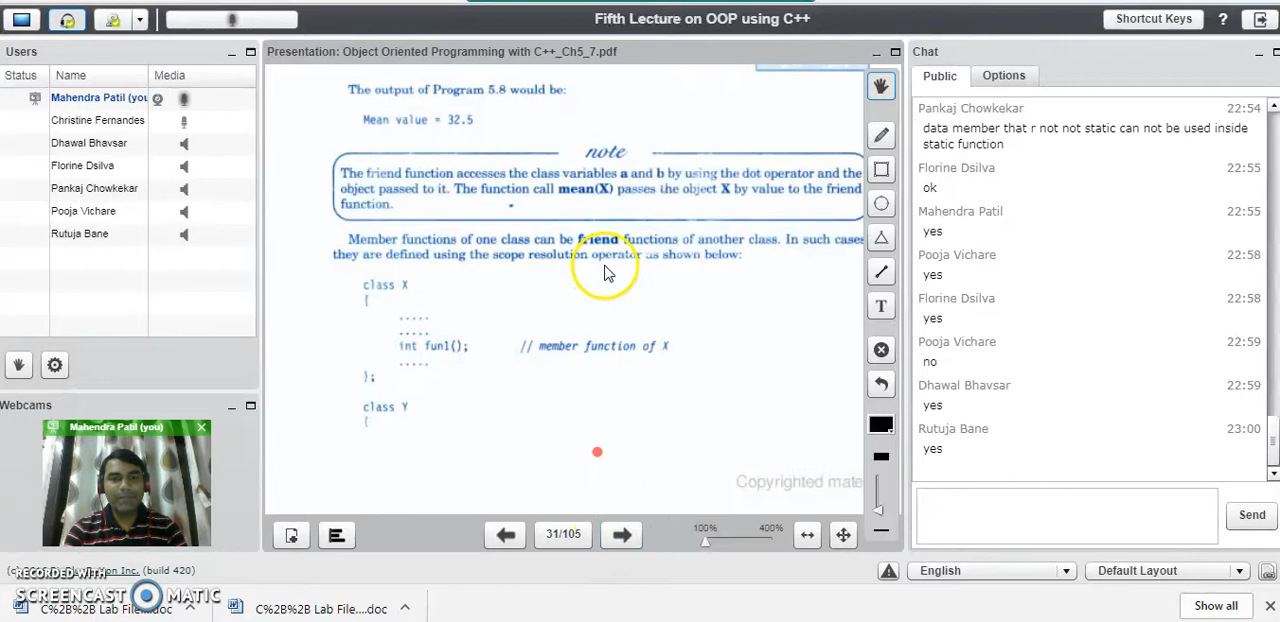 Fifth Lecture on OOP using C++
Shortcut Keys
?
Users
Status Name Media
Mahendra Patil (you)
Christine Fernandes
Dhawal Bhavsar
Florine Dsilva
Pankaj Chowkekar
Pooja Vichare
Rutuja Bane
Webcams
Mahendra Patil (you)
Presentation: Object Oriented Programming with C++_Ch5_7.pdf
The output of Program 5.8 would be:
Mean value = 32.5
note
The friend function accesses the class variables a and b by using the dot operator and the
object passed to it. The function call mean(X) passes the object X by value to the friend
function.
Member functions of one class can be friend functions of another class. In such cases
they are defined using the scope resolution operator as shown below:
class X
{
.....
.....
int fun1(); // member function of X
.....
};
class Y
{
Copyrighted mate
T
31/105
100% 400%
Chat
Public Options
Pankaj Chowkekar 22:54
data member that r not not static can not be used inside
static function
Florine Dsilva 22:55
ok
Mahendra Patil 22:55
yes
Pooja Vichare 22:58
yes
Florine Dsilva 22:58
yes
Pooja Vichare 22:59
no
Dhawal Bhavsar 22:59
yes
Rutuja Bane 23:00
yes
Send
Inc. (build 420)
English
Default Layout
RECORDED WITH
SCREENCAST MATIC
C%2B%2B Lab File....doc
C%2B%2B Lab File....doc
Show all